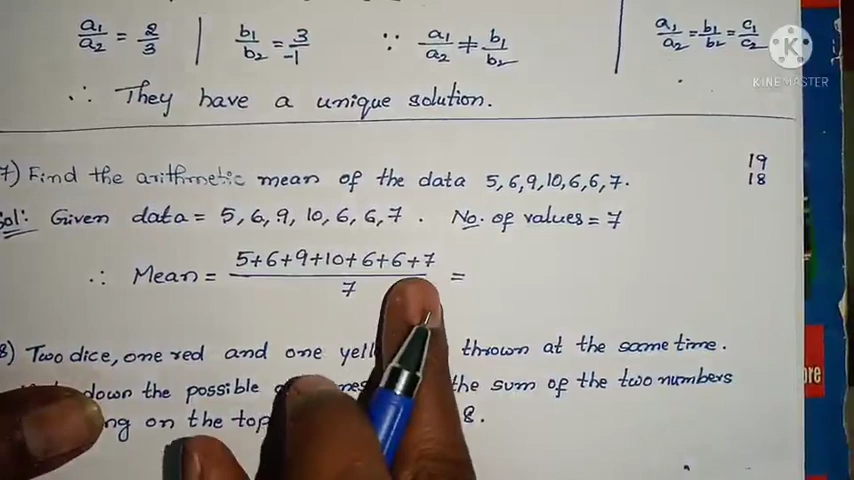 a₁/a₂ = 2/3 | b₁/b₂ = 3/-1 ∵ a₁/a₂ ≠ b₁/b₂ | a₁/a₂ = b₁/b₂ = c₁/c₂
KINEMASTER
∴ They have a unique solution.
7) Find the arithmetic mean of the data 5,6,9,10,6,6,7.
19
18
Sol: Given data = 5, 6, 9, 10, 6, 6, 7 . No. of values = 7
∴ Mean = 5+6+9+10+6+6+7 / 7 =
8) Two dice, one red and one thrown at the same time.
down the possible the sum of the two numbers
on the top 8.